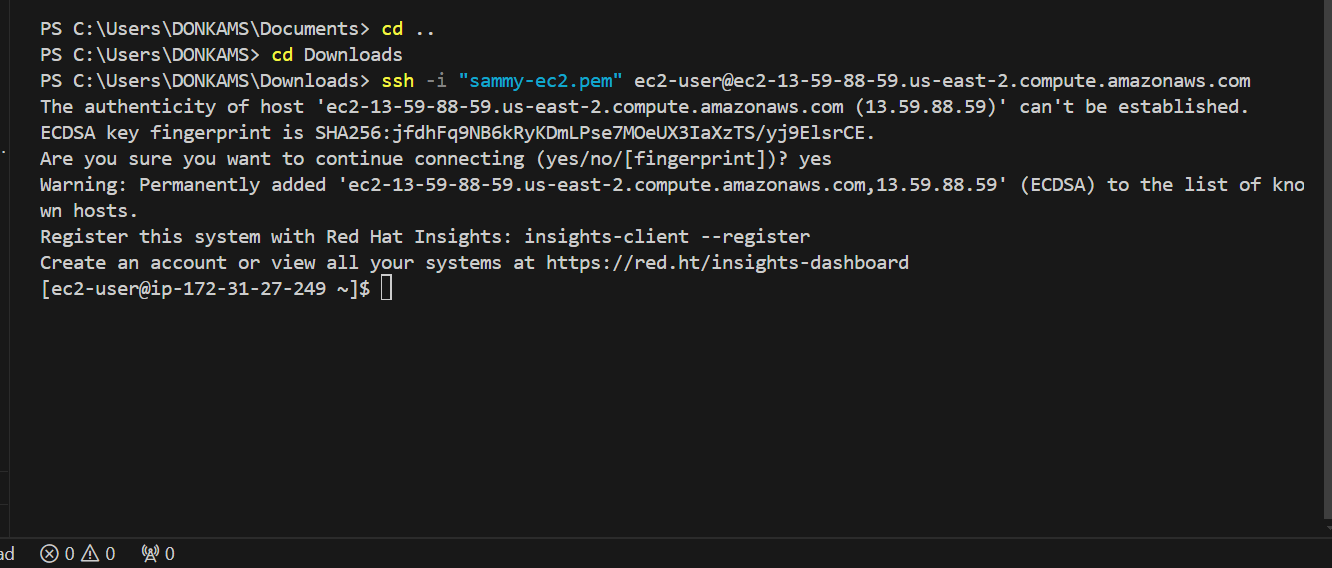 PS C:\Users\DONKAMS\Documents> cd ..
PS C:\Users\DONKAMS> cd Downloads
PS C:\Users\DONKAMS\Downloads> ssh -i "sammy-ec2.pem" ec2-user@ec2-13-59-88-59.us-east-2.compute.amazonaws.com
The authenticity of host 'ec2-13-59-88-59.us-east-2.compute.amazonaws.com (13.59.88.59)' can't be established.
ECDSA key fingerprint is SHA256:jfdhFq9NB6kRyKDmLPse7MOeUX3IaXzTS/yj9ElsrCE.
Are you sure you want to continue connecting (yes/no/[fingerprint])? yes
Warning: Permanently added 'ec2-13-59-88-59.us-east-2.compute.amazonaws.com,13.59.88.59' (ECDSA) to the list of kno
wn hosts.
Register this system with Red Hat Insights: insights-client --register
Create an account or view all your systems at https://red.ht/insights-dashboard
[ec2-user@ip-172-31-27-249 ~]$
ad 0 0 0